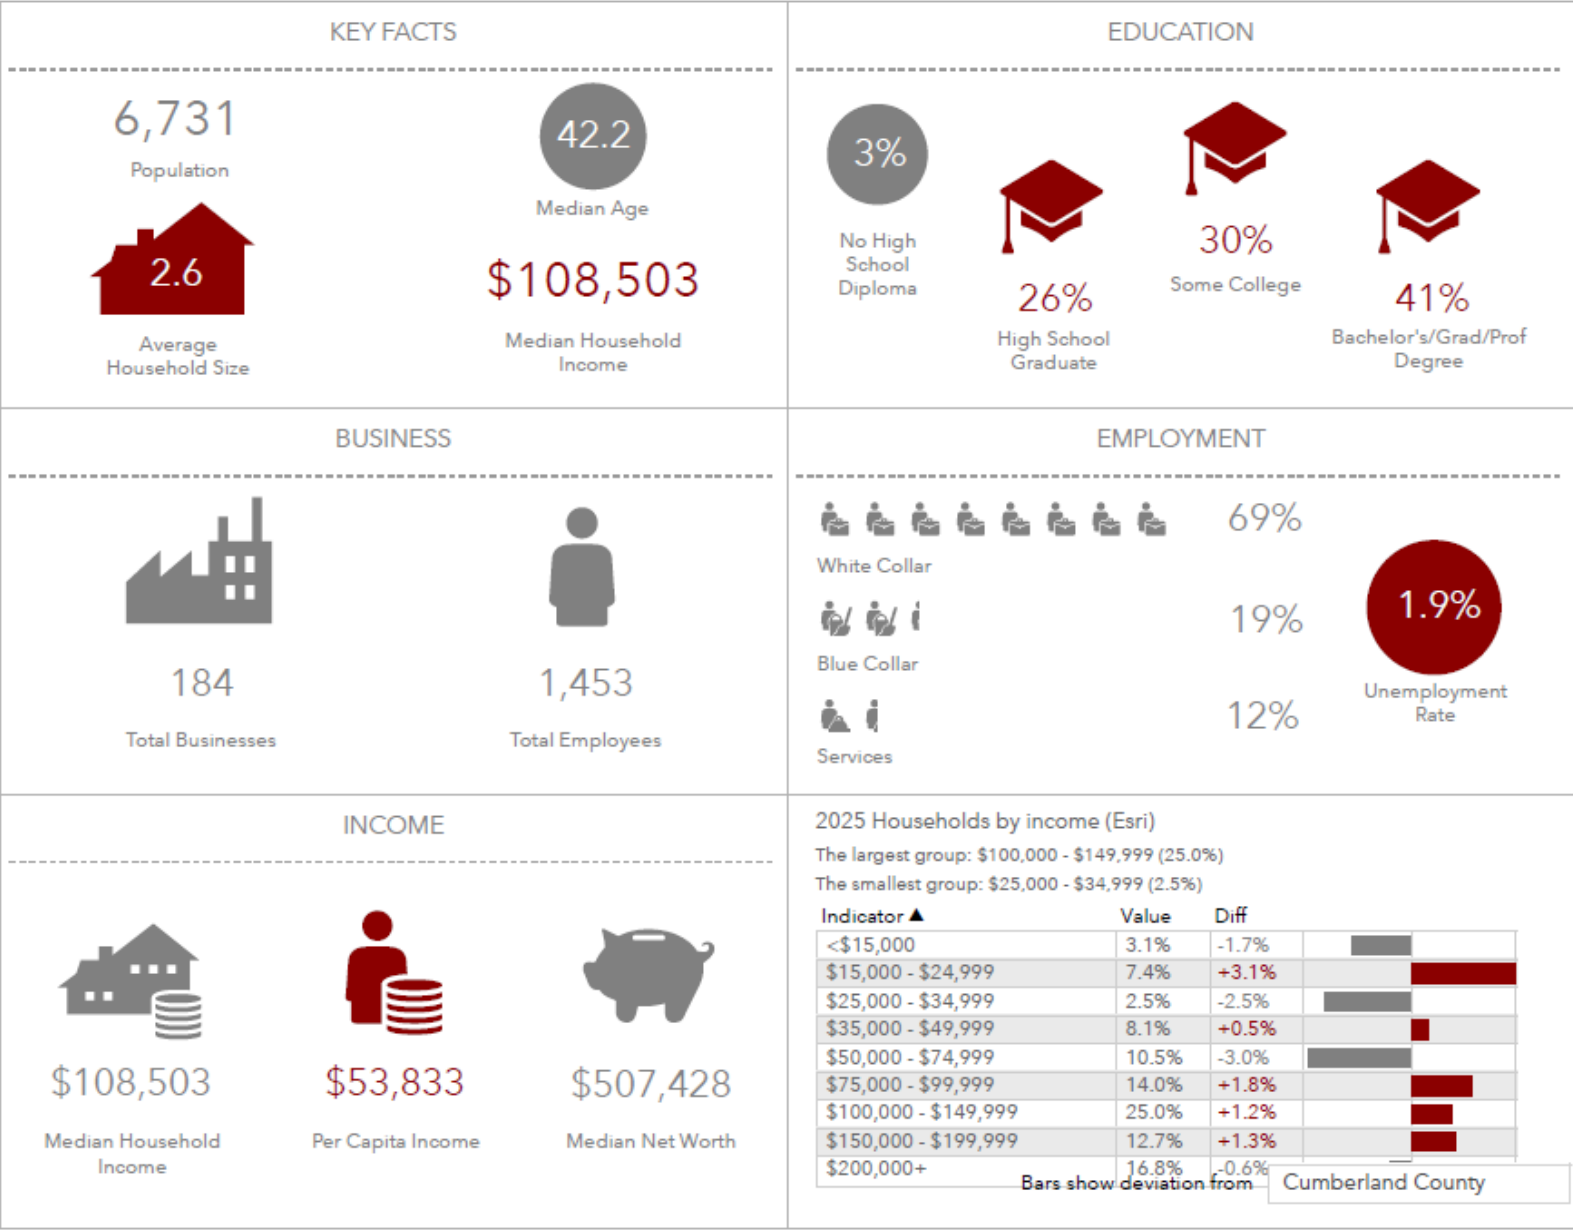 KEY FACTS
6,731
Population
42.2
Median Age
2.6
Average
Household Size
$108,503
Median Household
Income
EDUCATION
3%
No High
School
Diploma
26%
High School
Graduate
30%
Some College
41%
Bachelor's/Grad/Prof
Degree
BUSINESS
184
Total Businesses
1,453
Total Employees
EMPLOYMENT
69%
White Collar
19%
Blue Collar
12%
Services
1.9%
Unemployment
Rate
INCOME
$108,503
Median Household
Income
$53,833
Per Capita Income
$507,428
Median Net Worth
2025 Households by income (Esri)
The largest group: $100,000 - $149,999 (25.0%)
The smallest group: $25,000 - $34,999 (2.5%)
Indicator ▲ Value Diff
<$15,000 3.1% -1.7%
$15,000 - $24,999 7.4% +3.1%
$25,000 - $34,999 2.5% -2.5%
$35,000 - $49,999 8.1% +0.5%
$50,000 - $74,999 10.5% -3.0%
$75,000 - $99,999 14.0% +1.8%
$100,000 - $149,999 25.0% +1.2%
$150,000 - $199,999 12.7% +1.3%
$200,000+ 16.8% -0.6%
Bars show deviation from Cumberland County